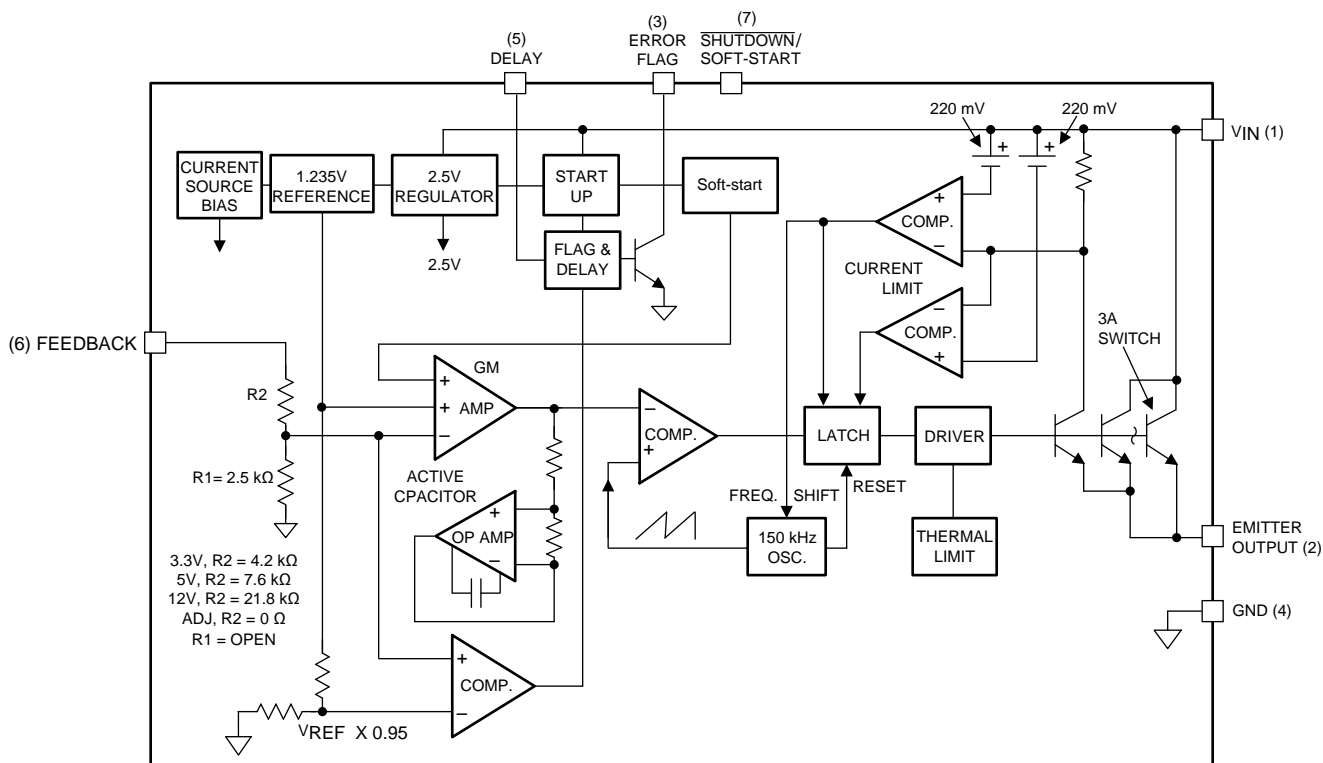 (5)
DELAY
(3)
ERROR
FLAG
(7)
SHUTDOWN/
SOFT-START
220 mV
220 mV
+
+
VIN (1)
CURRENT
SOURCE
BIAS
1.235V
REFERENCE
2.5V
REGULATOR
START
UP
Soft-start
2.5V
FLAG &
DELAY
+
COMP.
−
CURRENT
LIMIT
−
COMP.
+
3A
SWITCH
(6) FEEDBACK
R2
R1= 2.5 kΩ
GM
+
+
AMP
−
−
COMP.
+
LATCH
DRIVER
ACTIVE
CPACITOR
+
OP AMP
−
FREQ.
SHIFT
RESET
150 kHz
OSC.
THERMAL
LIMIT
EMITTER
OUTPUT (2)
GND (4)
3.3V, R2 = 4.2 kΩ
5V, R2 = 7.6 kΩ
12V, R2 = 21.8 kΩ
ADJ, R2 = 0 Ω
R1 = OPEN
+
COMP.
−
VREF X 0.95